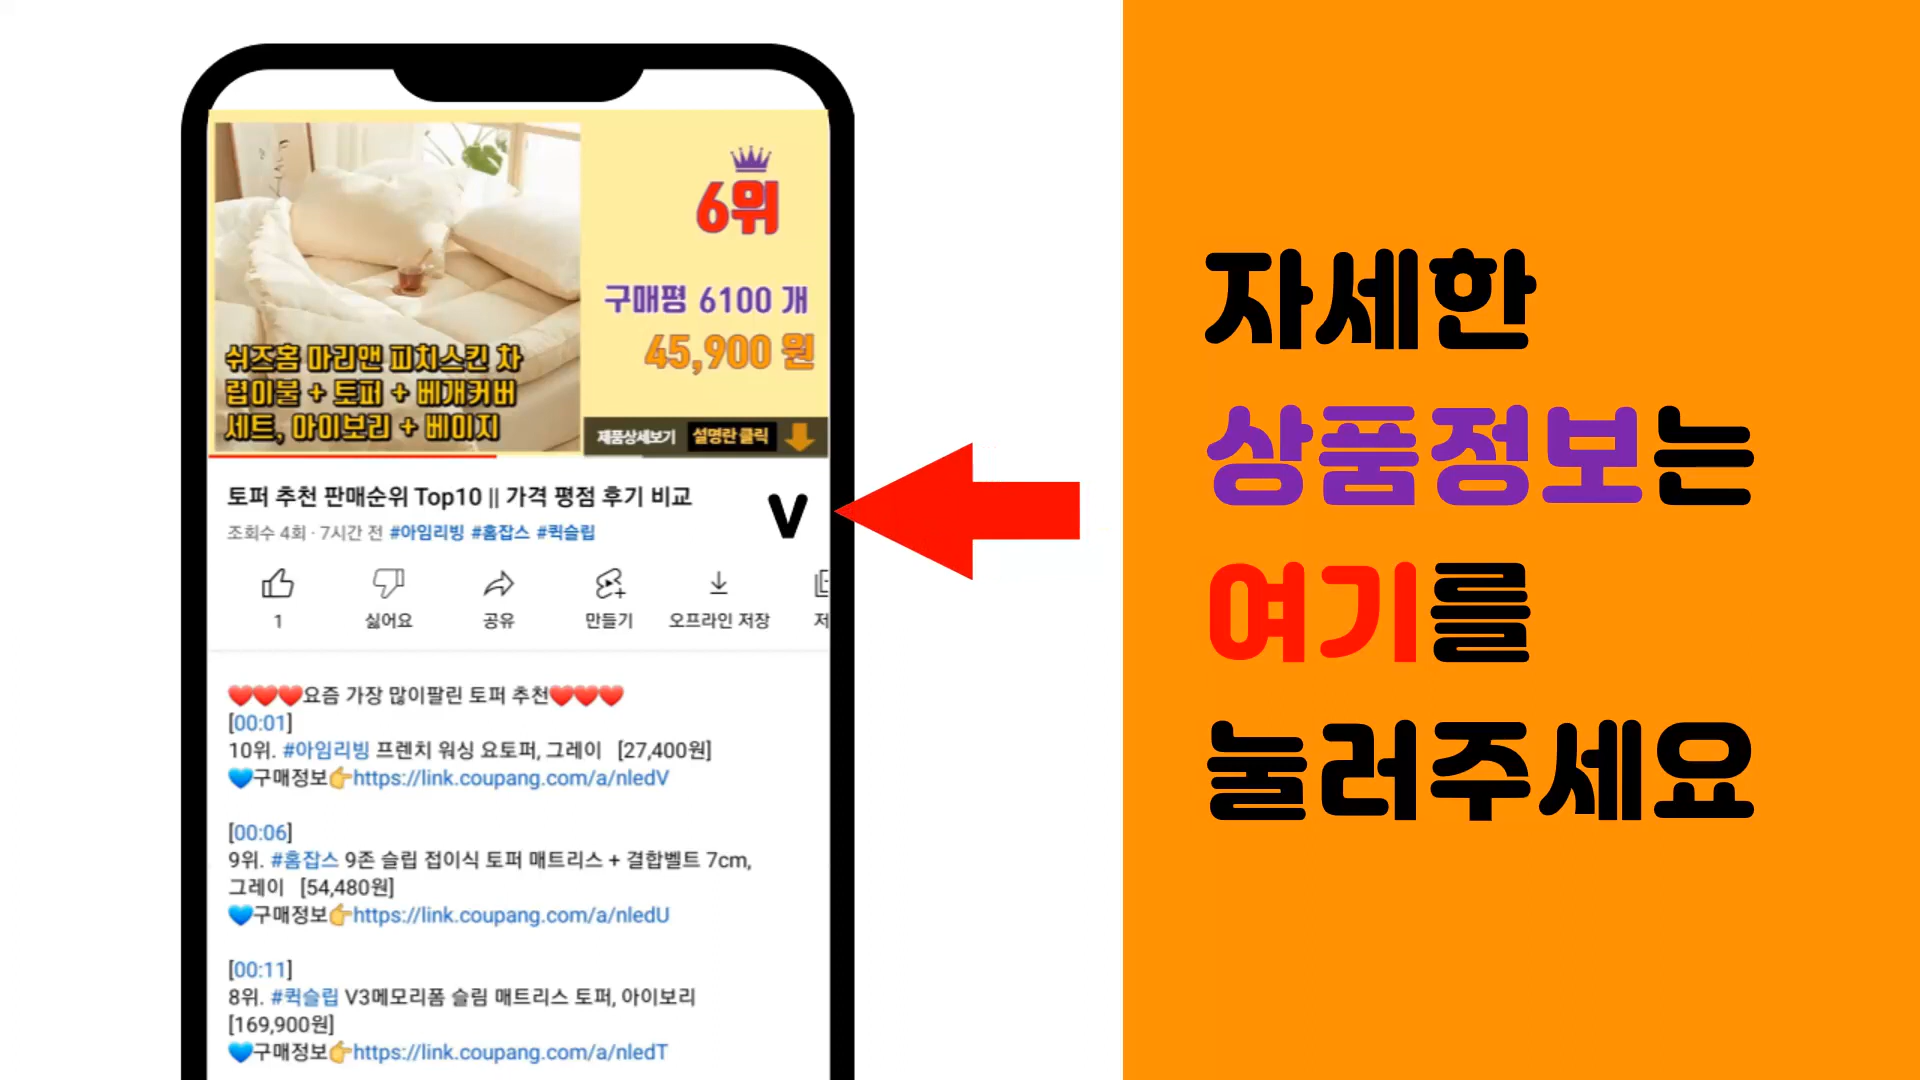 6위
구매평 6100 개
45,900 원
쉬즈홈 마리앤 피치스킨 차
렵이불 + 토퍼 + 베개커버
세트, 아이보리 + 베이지
제품상세보기 설명란 클릭
토퍼 추천 판매순위 Top10 || 가격 평점 후기 비교
V
조회수 4회 · 7시간 전 #아임리빙 #홈잡스 #퀵슬립
1 싫어요 공유 만들기 오프라인 저장 저
❤️❤️❤️요즘 가장 많이팔린 토퍼 추천❤️❤️❤️
[00:01]
10위. #아임리빙 프렌치 워싱 요토퍼, 그레이 [27,400원]
💙구매정보👉https://link.coupang.com/a/nledV
[00:06]
9위. #홈잡스 9존 슬립 접이식 토퍼 매트리스 + 결합벨트 7cm,
그레이 [54,480원]
💙구매정보👉https://link.coupang.com/a/nledU
[00:11]
8위. #퀵슬립 V3메모리폼 슬림 매트리스 토퍼, 아이보리
[169,900원]
💙구매정보👉https://link.coupang.com/a/nledT
자세한
상품정보는
여기를
눌러주세요